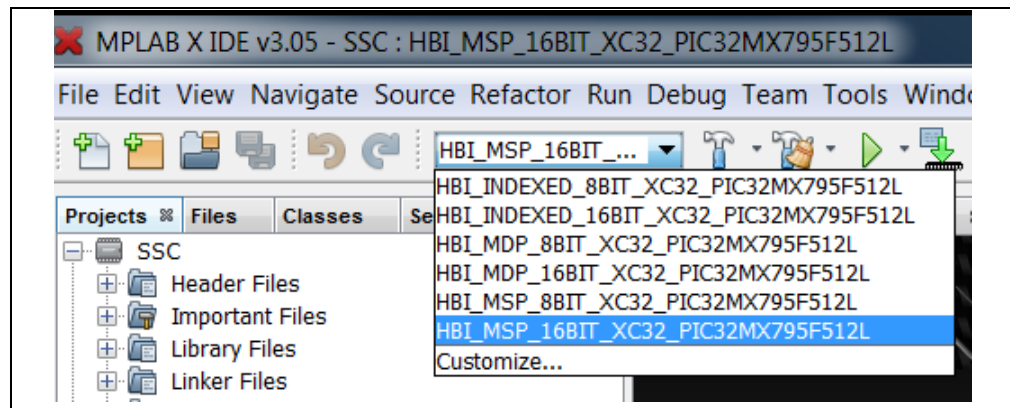 MPLAB X IDE v3.05 - SSC : HBI_MSP_16BIT_XC32_PIC32MX795F512L
File Edit View Navigate Source Refactor Run Debug Team Tools
HBI_MSP_16BIT_...
Projects Files Classes
HBI_INDEXED_8BIT_XC32_PIC32MX795F512L
HBI_INDEXED_16BIT_XC32_PIC32MX795F512L
HBI_MDP_8BIT_XC32_PIC32MX795F512L
HBI_MDP_16BIT_XC32_PIC32MX795F512L
HBI_MSP_8BIT_XC32_PIC32MX795F512L
HBI_MSP_16BIT_XC32_PIC32MX795F512L
Customize...
SSC
Header Files
Important Files
Library Files
Linker Files